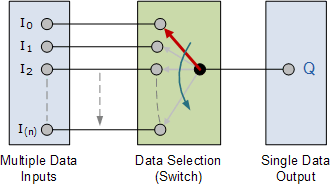 I0
I1
I2
Q
I(n)
Multiple Data
Inputs
Data Selection
(Switch)
Single Data
Output